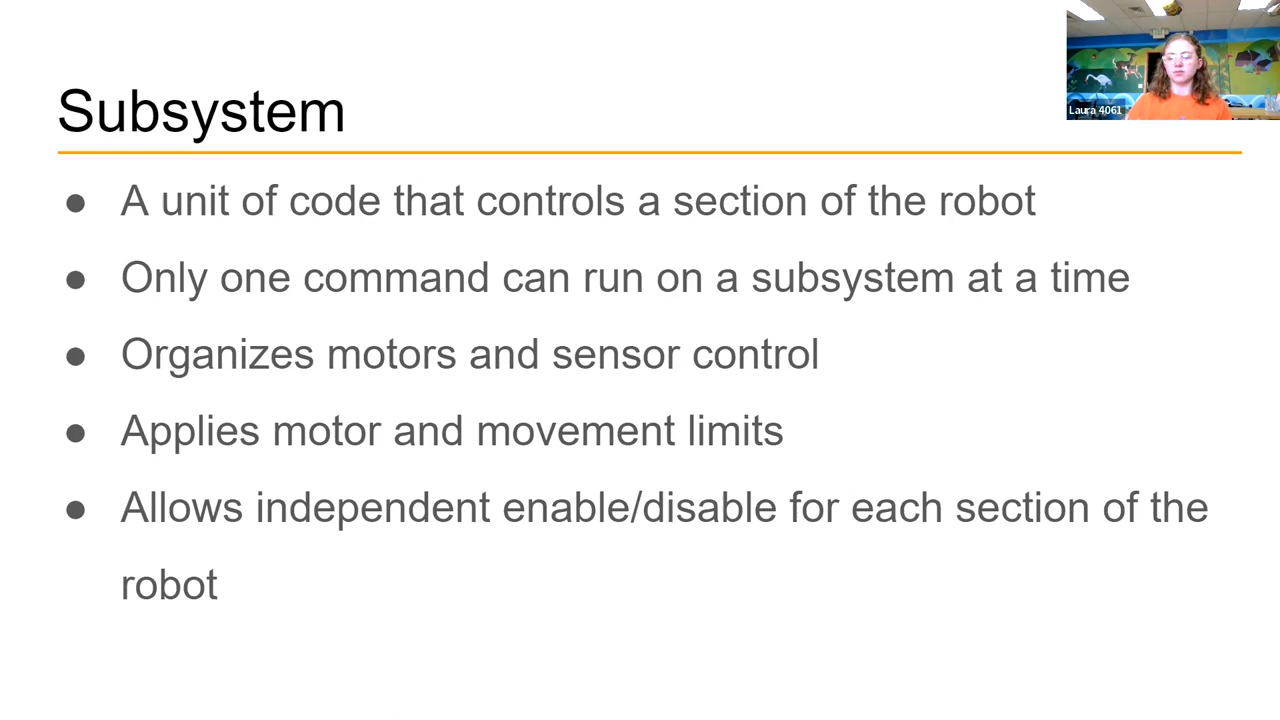 Laura 4061
Subsystem
● A unit of code that controls a section of the robot
● Only one command can run on a subsystem at a time
● Organizes motors and sensor control
● Applies motor and movement limits
● Allows independent enable/disable for each section of the
robot